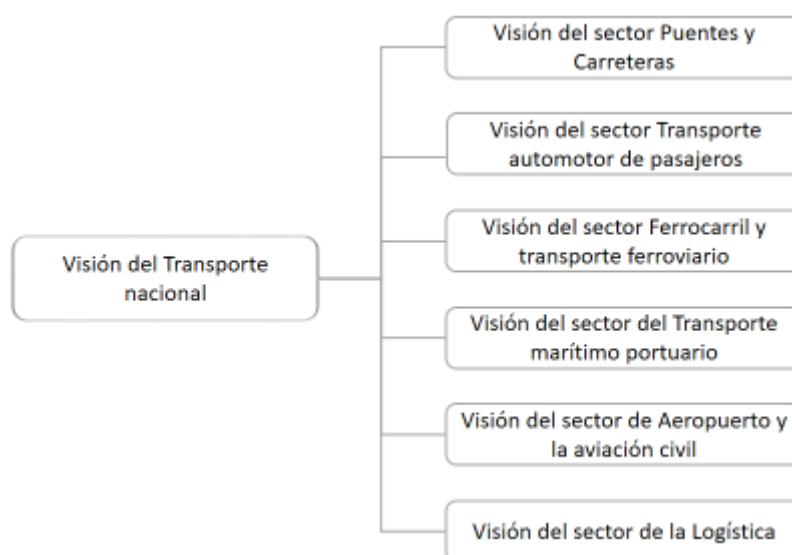 Visión del sector Puentes y
Carreteras
Visión del sector Transporte
automotor de pasajeros
Visión del sector Ferrocarril y
transporte ferroviario
Visión del Transporte
nacional
Visión del sector del Transporte
marítimo portuario
Visión del sector de Aeropuerto y
la aviación civil
Visión del sector de la Logística